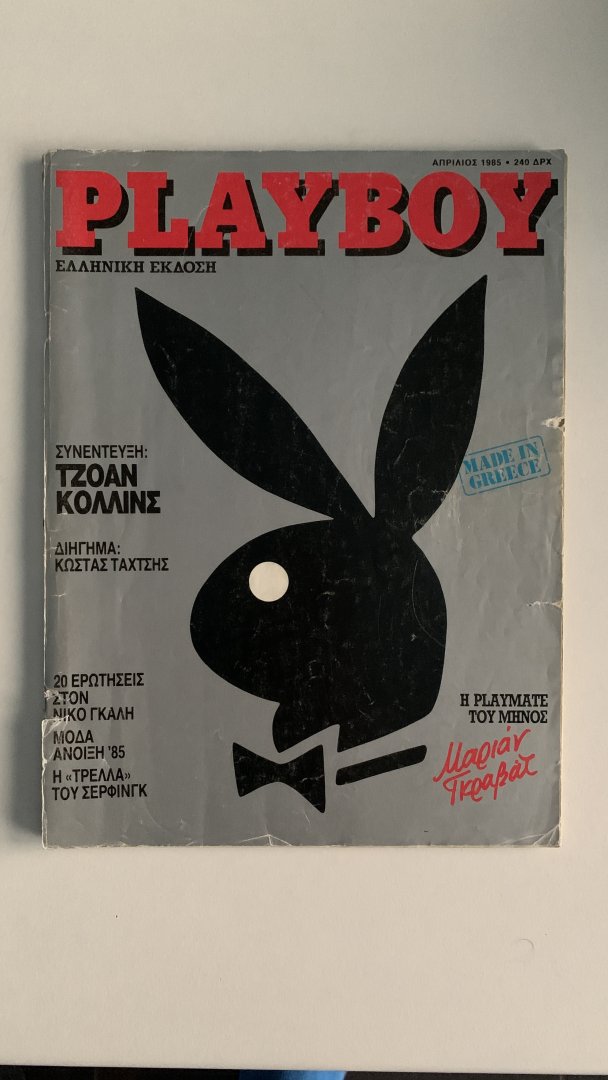 ΑΠΡΙΛΙΟΣ 1985 • 240 ΔΡΧ
PLAYBOY
ΕΛΛΗΝΙΚΗ ΕΚΔΟΣΗ
ΣΥΝΕΝΤΕΥΞΗ:
ΤΖΟΑΝ
ΚΟΛΛΙΝΣ
MADE IN
GREECE
ΔΙΗΓΗΜΑ:
ΚΩΣΤΑΣ ΤΑΧΤΣΗΣ
20 ΕΡΩΤΗΣΕΙΣ
ΣΤΟΝ
ΝΙΚΟ ΓΚΑΛΗ
ΜΟΔΑ
ΑΝΟΙΞΗ '85
Η «ΤΡΕΛΛΑ»
ΤΟΥ ΣΕΡΦΙΝΓΚ
Η PLAYMATE
ΤΟΥ ΜΗΝΟΣ
Μαριάν
Γκραβάτ